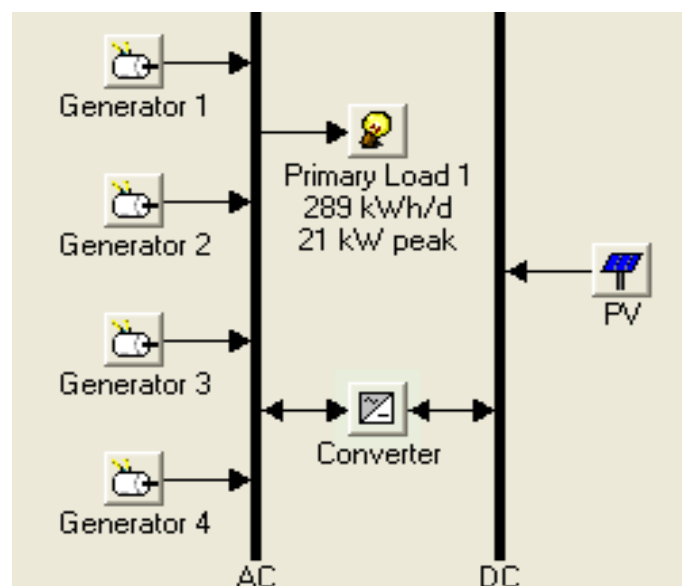 Generator 1
Primary Load 1
289 kWh/d
21 kW peak
Generator 2
PV
Generator 3
Converter
Generator 4
AC
DC